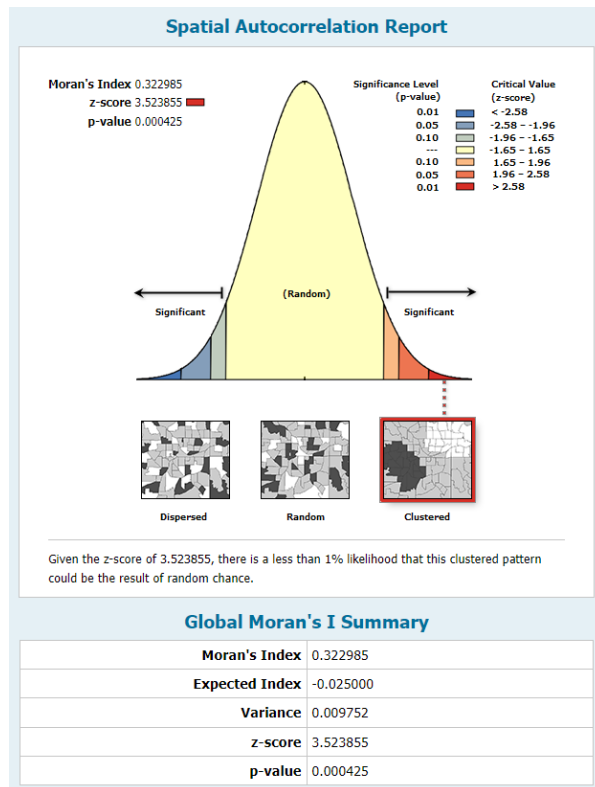 Spatial Autocorrelation Report
Moran's Index 0.322985
z-score 3.523855
p-value 0.000425
Significance Level Critical Value
(p-value) (z-score)
0.01 < -2.58
0.05 -2.58 – -1.96
0.10 -1.96 – -1.65
--- -1.65 – 1.65
0.10 1.65 – 1.96
0.05 1.96 – 2.58
0.01 > 2.58
(Random)
Significant Significant
Dispersed Random Clustered
Given the z-score of 3.523855, there is a less than 1% likelihood that this clustered pattern
could be the result of random chance.
Global Moran's I Summary
Moran's Index 0.322985
Expected Index -0.025000
Variance 0.009752
z-score 3.523855
p-value 0.000425